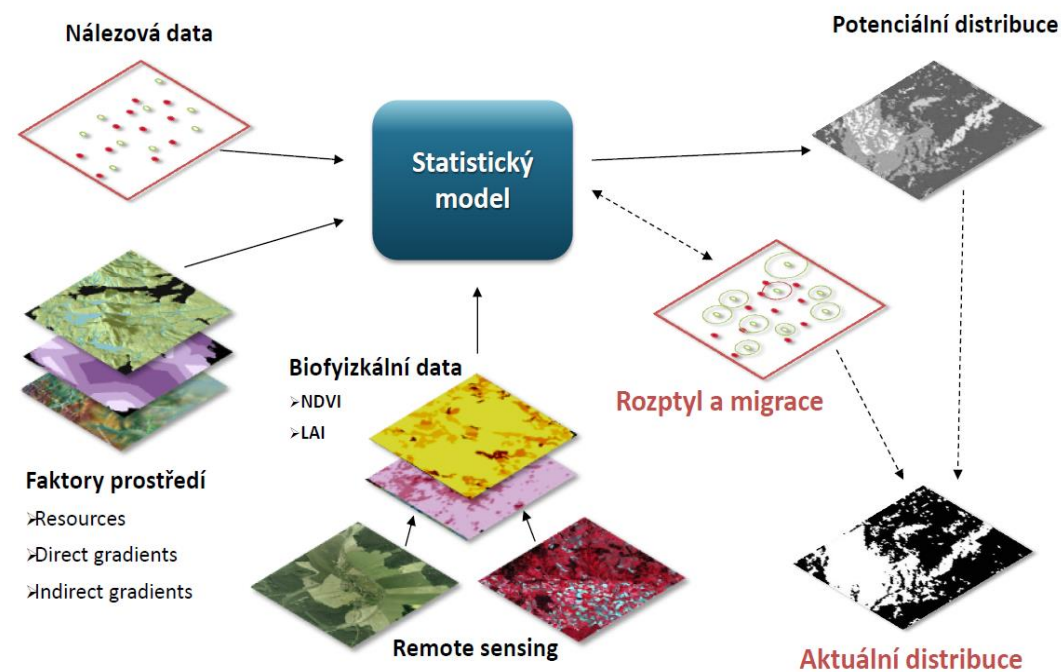 Nálezová data
Potenciální distribuce
Statistický
model
Biofyizkální data
➢NDVI
➢LAI
Rozptyl a migrace
Faktory prostředí
➢Resources
➢Direct gradients
➢Indirect gradients
Remote sensing
Aktuální distribuce